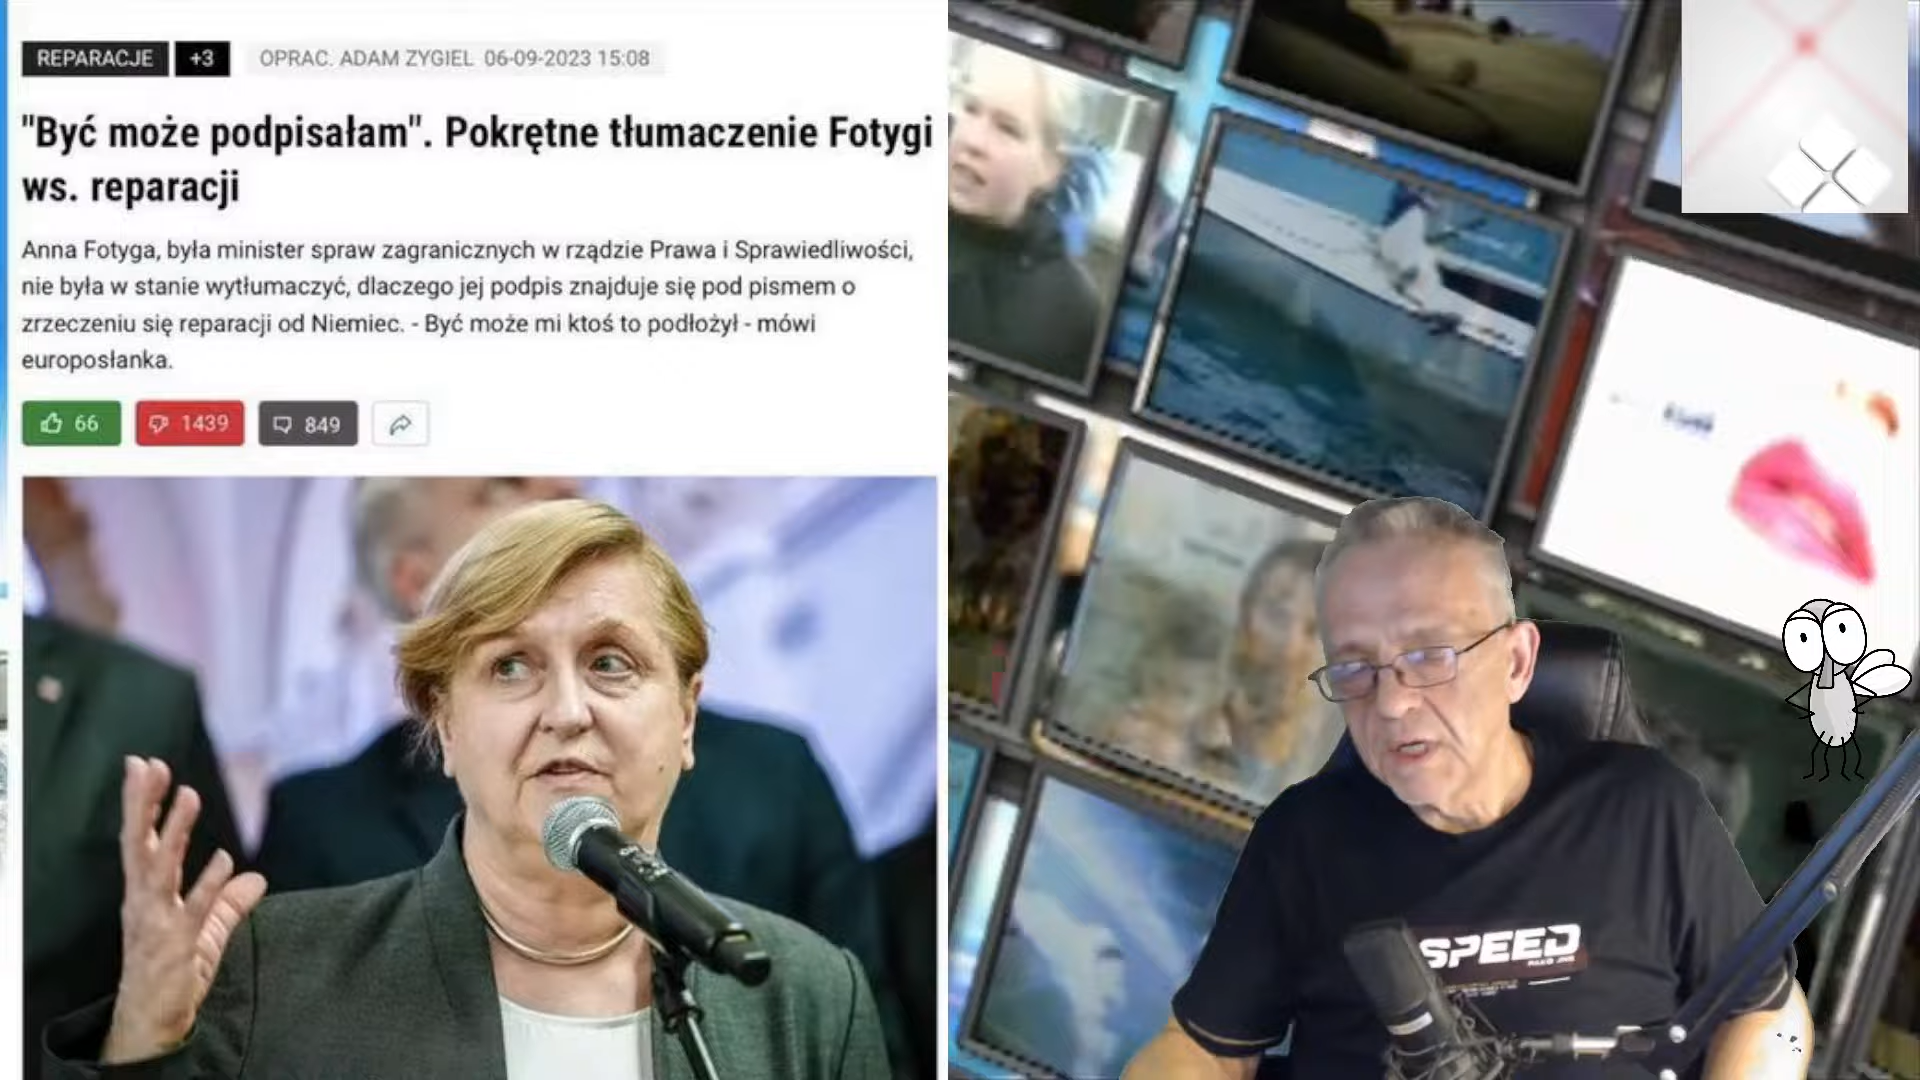 REPARACJE +3 OPRAC. ADAM ZYGIEL 06-09-2023 15:08
"Być może podpisałam". Pokrętne tłumaczenie Fotygi
ws. reparacji
Anna Fotyga, była minister spraw zagranicznych w rządzie Prawa i Sprawiedliwości,
nie była w stanie wytłumaczyć, dlaczego jej podpis znajduje się pod pismem o
zrzeczeniu się reparacji od Niemiec. - Być może mi ktoś to podłożył - mówi
europosłanka.
66 1439 849
SPEED